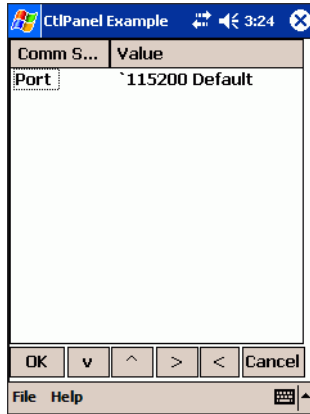 CtlPanel Example 3:24
Comm S... Value
Port `115200 Default
OK v ^ > < Cancel
File Help